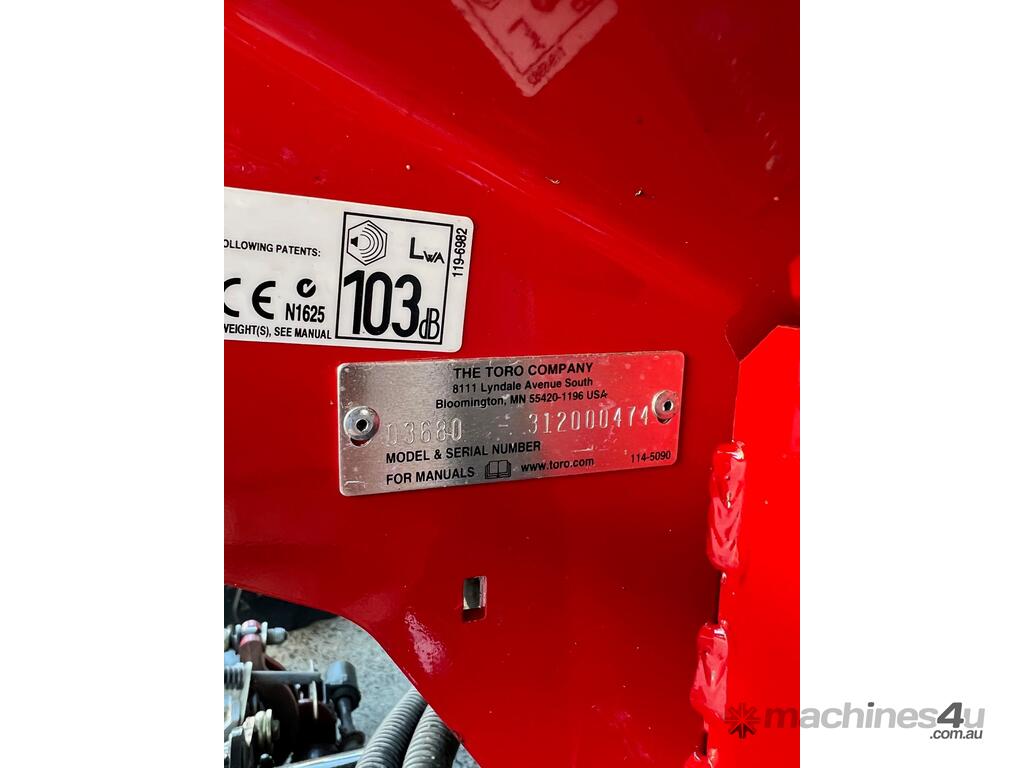 OLLOWING PATENTS:
CE N1625
WEIGHT(S), SEE MANUAL
LWA
103dB
119-6982
THE TORO COMPANY
8111 Lyndale Avenue South
Bloomington, MN 55420-1196 USA
03680 - 312000474
MODEL & SERIAL NUMBER
114-5090
FOR MANUALS www.toro.com
machines4u
.com.au